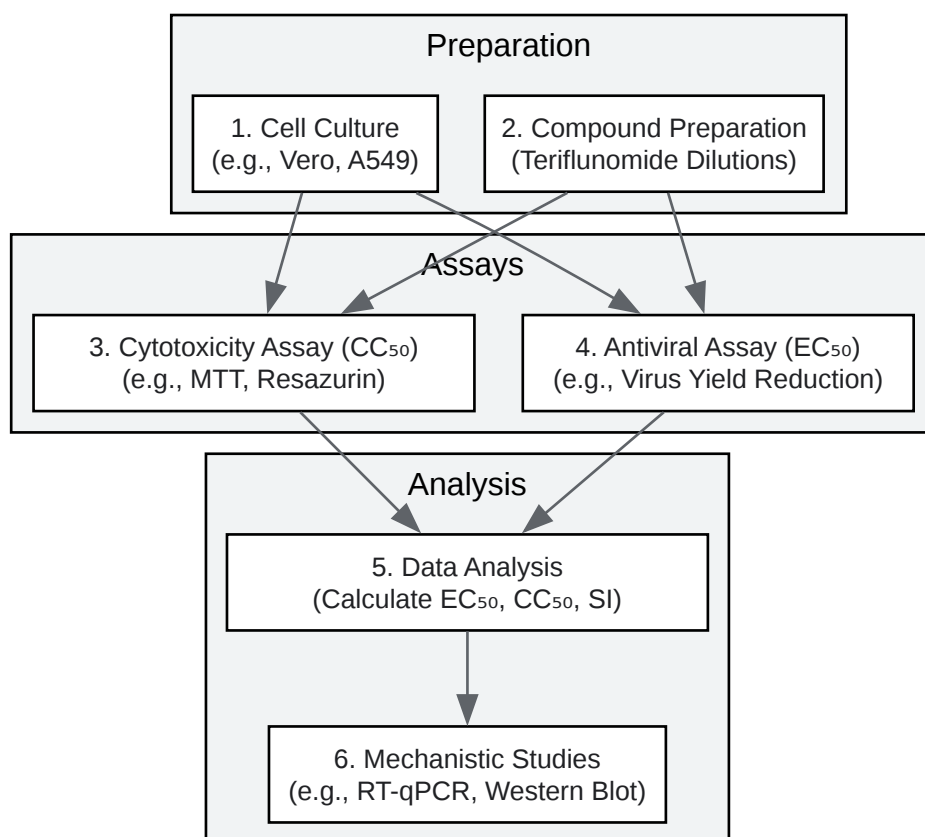 Preparation
1. Cell Culture
(e.g., Vero, A549)
2. Compound Preparation
(Teriflunomide Dilutions)
Assays
3. Cytotoxicity Assay (CC₅₀)
(e.g., MTT, Resazurin)
4. Antiviral Assay (EC₅₀)
(e.g., Virus Yield Reduction)
Analysis
5. Data Analysis
(Calculate EC₅₀, CC₅₀, SI)
6. Mechanistic Studies
(e.g., RT-qPCR, Western Blot)